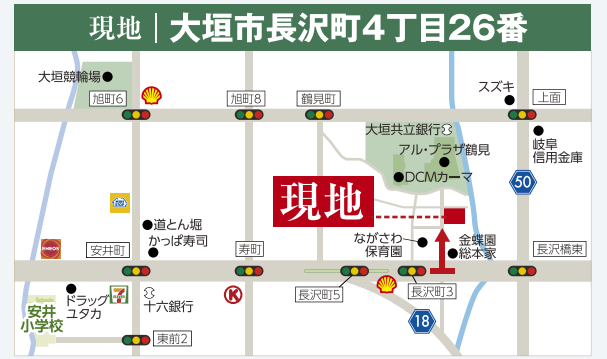 現地 大垣市長沢町4丁目26番
大垣競輪場
旭町6
旭町8
鶴見町
スズキ
上面
大垣共立銀行
岐阜
信用金庫
アル・プラザ鶴見
DCMカーマ
50
現地
道とん堀
かっぱ寿司
ENEOS
安井町
寿町
ながさわ
保育園
金蝶園
総本家
長沢橋東
ドラッグ
ユタカ
十六銀行
K
長沢町5
長沢町3
18
安井
小学校
東前2